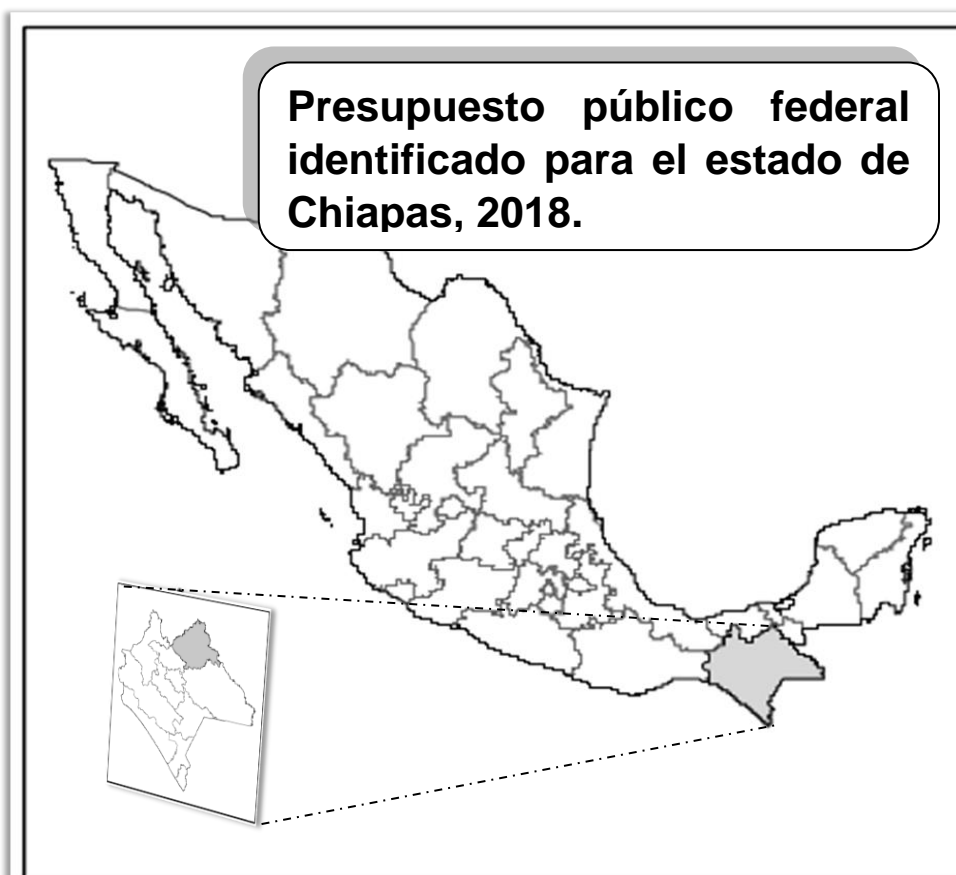 Presupuesto público federal
identificado para el estado de
Chiapas, 2018.